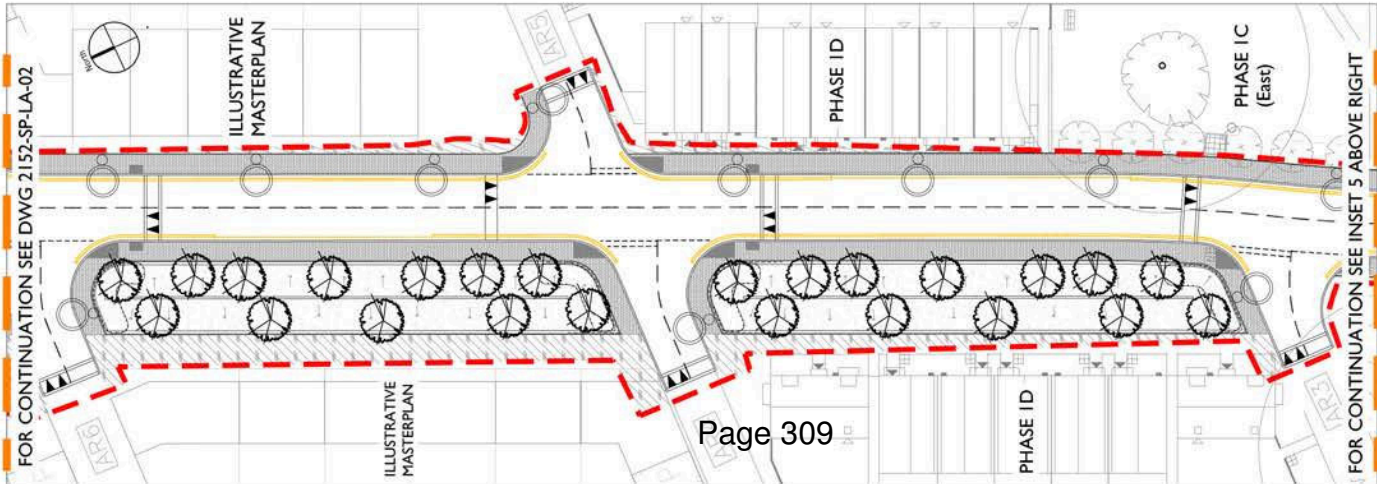 FOR CONTINUATION SEE DWG 2152-SP-LA-02
North
ILLUSTRATIVE
MASTERPLAN
AR5
PHASE 1D
PHASE 1C
(East)
FOR CONTINUATION SEE INSET 5 ABOVE RIGHT
AR6
ILLUSTRATIVE
MASTERPLAN
Page 309
PHASE 1D
AR3